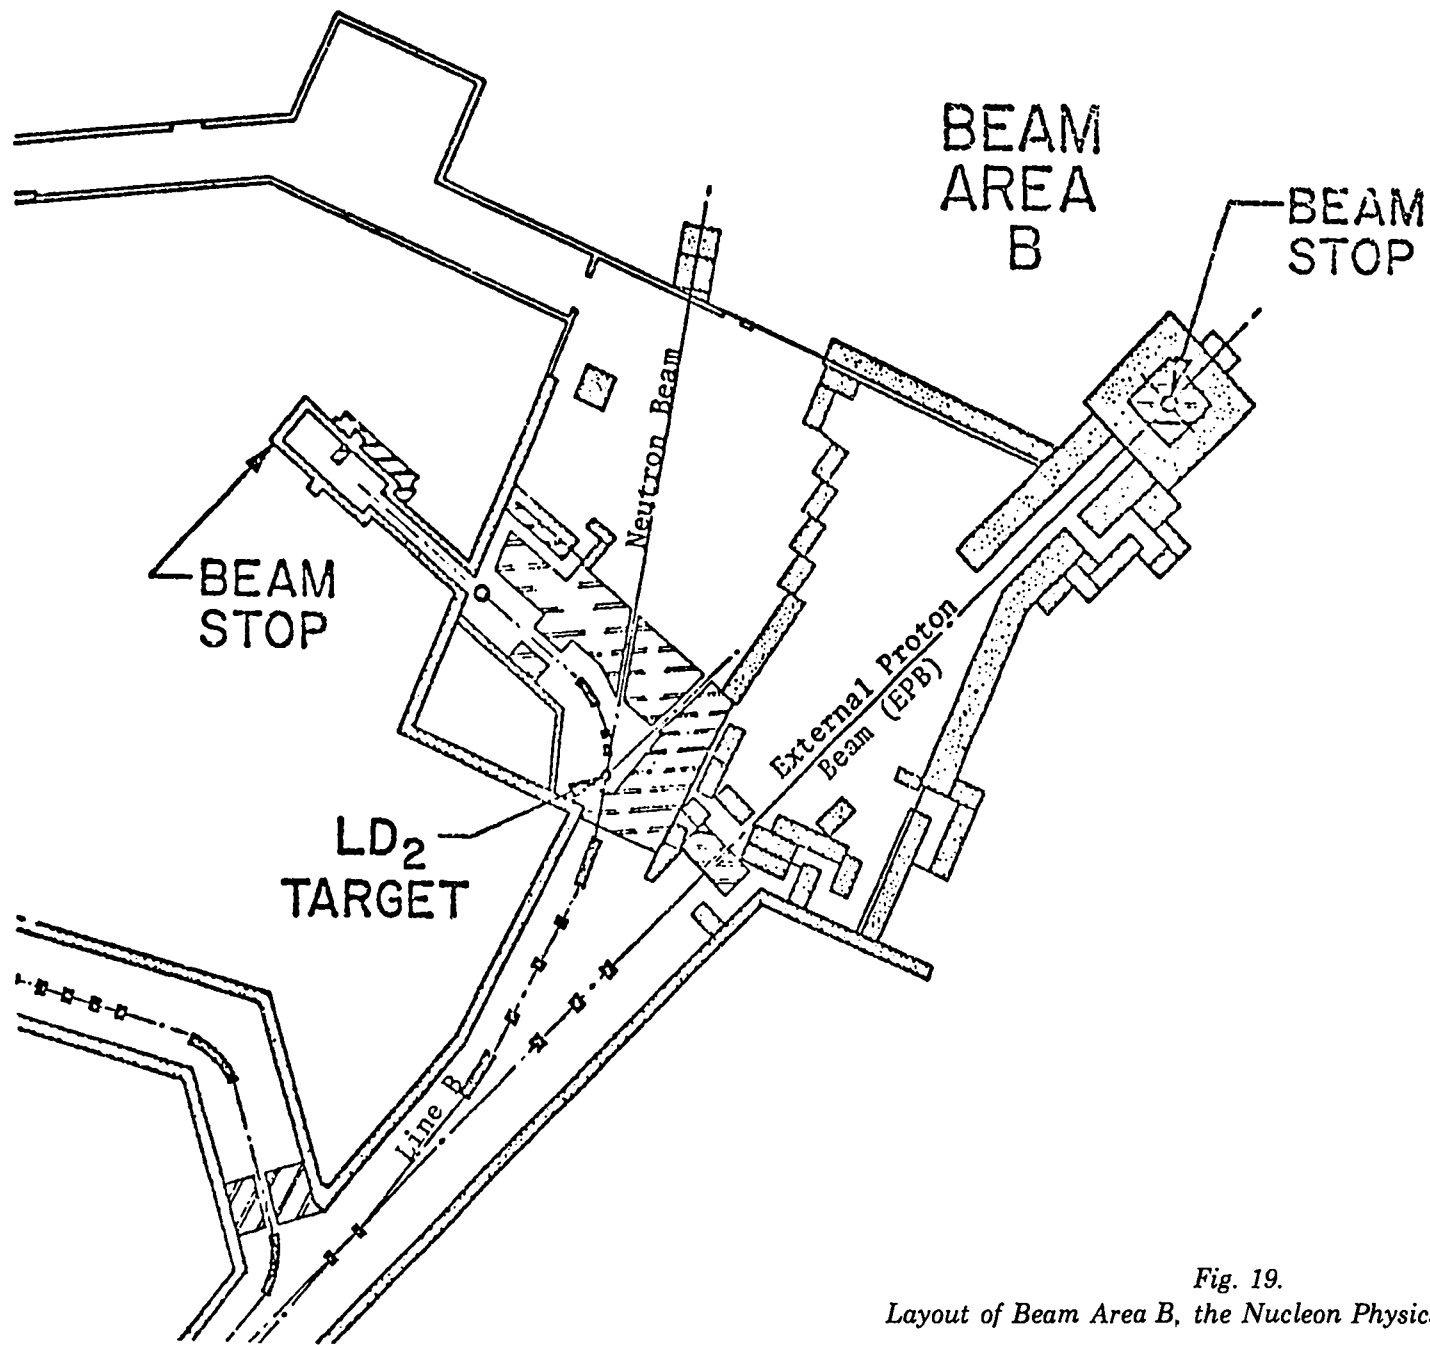 BEAM
AREA
B
BEAM
STOP
Neutron Beam
BEAM
STOP
External Proton
Beam (EPB)
LD₂
TARGET
Line B
Fig. 19.
Layout of Beam Area B, the Nucleon Physic